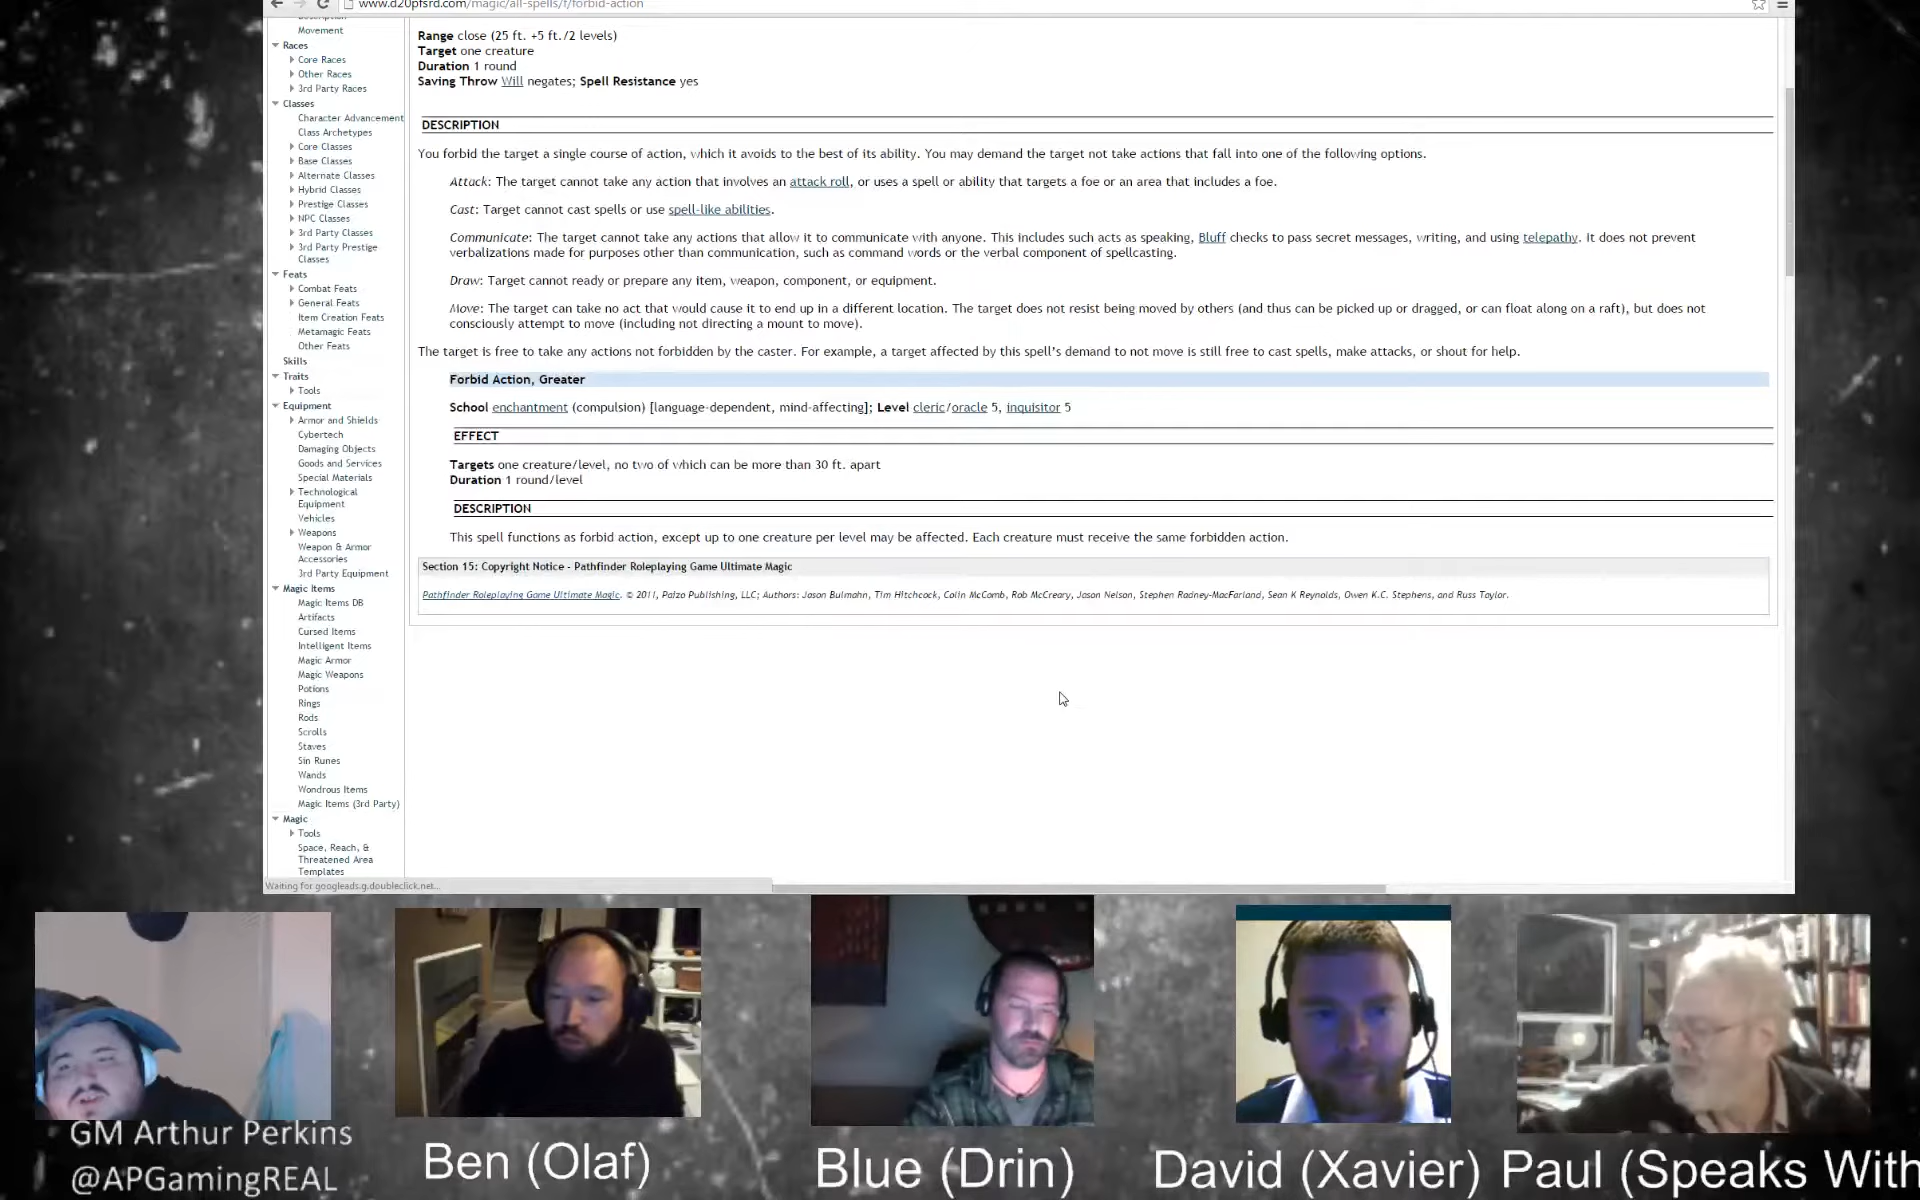 www.d20pfsrd.com/magic/all-spells/f/forbid-action
Movement
Races
Core Races
Other Races
3rd Party Races
Classes
Character Advancement
Class Archetypes
Core Classes
Base Classes
Alternate Classes
Hybrid Classes
Prestige Classes
NPC Classes
3rd Party Classes
3rd Party Prestige
Classes
Feats
Combat Feats
General Feats
Item Creation Feats
Metamagic Feats
Other Feats
Skills
Traits
Tools
Equipment
Armor and Shields
Cybertech
Damaging Objects
Goods and Services
Special Materials
Technological
Equipment
Vehicles
Weapons
Weapon & Armor
Accessories
3rd Party Equipment
Magic Items
Magic Items DB
Artifacts
Cursed Items
Intelligent Items
Magic Armor
Magic Weapons
Potions
Rings
Rods
Scrolls
Staves
Sin Runes
Wands
Wondrous Items
Magic Items (3rd Party)
Magic
Tools
Space, Reach, &
Threatened Area
Templates
Waiting for googleads.g.doubleclick.net...
Range close (25 ft. +5 ft./2 levels)
Target one creature
Duration 1 round
Saving Throw Will negates; Spell Resistance yes
DESCRIPTION
You forbid the target a single course of action, which it avoids to the best of its ability. You may demand the target not take actions that fall into one of the following options.
Attack: The target cannot take any action that involves an attack roll, or uses a spell or ability that targets a foe or an area that includes a foe.
Cast: Target cannot cast spells or use spell-like abilities.
Communicate: The target cannot take any actions that allow it to communicate with anyone. This includes such acts as speaking, Bluff checks to pass secret messages, writing, and using telepathy. It does not prevent
verbalizations made for purposes other than communication, such as command words or the verbal component of spellcasting.
Draw: Target cannot ready or prepare any item, weapon, component, or equipment.
Move: The target can take no act that would cause it to end up in a different location. The target does not resist being moved by others (and thus can be picked up or dragged, or can float along on a raft), but does not
consciously attempt to move (including not directing a mount to move).
The target is free to take any actions not forbidden by the caster. For example, a target affected by this spell's demand to not move is still free to cast spells, make attacks, or shout for help.
Forbid Action, Greater
School enchantment (compulsion) [language-dependent, mind-affecting]; Level cleric/oracle 5, inquisitor 5
EFFECT
Targets one creature/level, no two of which can be more than 30 ft. apart
Duration 1 round/level
DESCRIPTION
This spell functions as forbid action, except up to one creature per level may be affected. Each creature must receive the same forbidden action.
Section 15: Copyright Notice - Pathfinder Roleplaying Game Ultimate Magic
Pathfinder Roleplaying Game Ultimate Magic. © 2011, Paizo Publishing, LLC; Authors: Jason Bulmahn, Tim Hitchcock, Colin McComb, Rob McCreary, Jason Nelson, Stephen Radney-MacFarland, Sean K Reynolds, Owen K.C. Stephens, and Russ Taylor.
GM Arthur Perkins
@APGamingREAL
Ben (Olaf)
Blue (Drin)
David (Xavier)
Paul (Speaks With